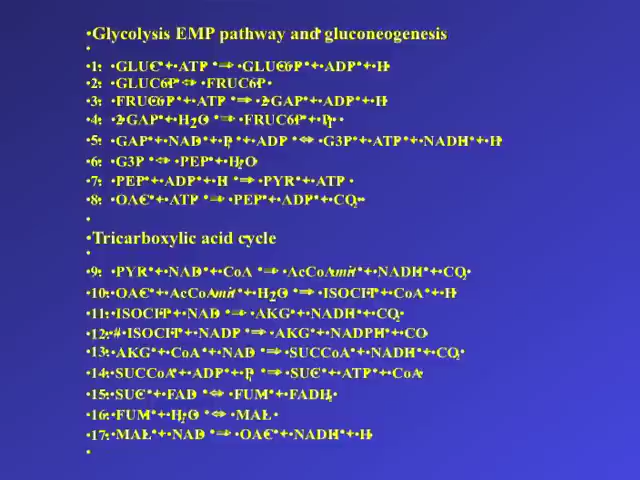 •Glycolysis EMP pathway and gluconeogenesis
•1: •GLUC•+•ATP •⇒ •GLUC6P•+•ADP•+•H
•2: •GLUC6P •⇔ •FRUC6P•
•3: •FRUC6P•+•ATP •⇒ •2•GAP•+•ADP•+•H
•4: •2•GAP•+•H2O •⇒ •FRUC6P•+•Pi•
•5: •GAP•+•NAD•+•Pi•+•ADP •⇔ •G3P•+•ATP•+•NADH•+•H
•6: •G3P •⇔ •PEP•+•H2O
•7: •PEP•+•ADP•+•H •⇒ •PYR•+•ATP •
•8: •OAC•+•ATP •⇒ •PEP•+•ADP•+•CO2•
•Tricarboxylic acid cycle
•9: •PYR•+•NAD•+•CoA •⇒ •AcCoAmit•+•NADH•+•CO2•
•10:•OAC•+•AcCoAmit•+•H2O •⇒ •ISOCIT•+•CoA•+•H
•11:•ISOCIT•+•NAD •⇒ •AKG•+•NADH•+•CO2•
•12:•#•ISOCIT•+•NADP •⇒ •AKG•+•NADPH•+•CO
•13:•AKG•+•CoA•+•NAD •⇒ •SUCCoA•+•NADH•+•CO2•
•14:•SUCCoA•+•ADP•+•Pi •⇒ •SUC•+•ATP•+•CoA
•15:•SUC•+•FAD •⇔ •FUM•+•FADH2•
•16:•FUM•+•H2O •⇔ •MAL•
•17:•MAL•+•NAD •⇒ •OAC•+•NADH•+•H